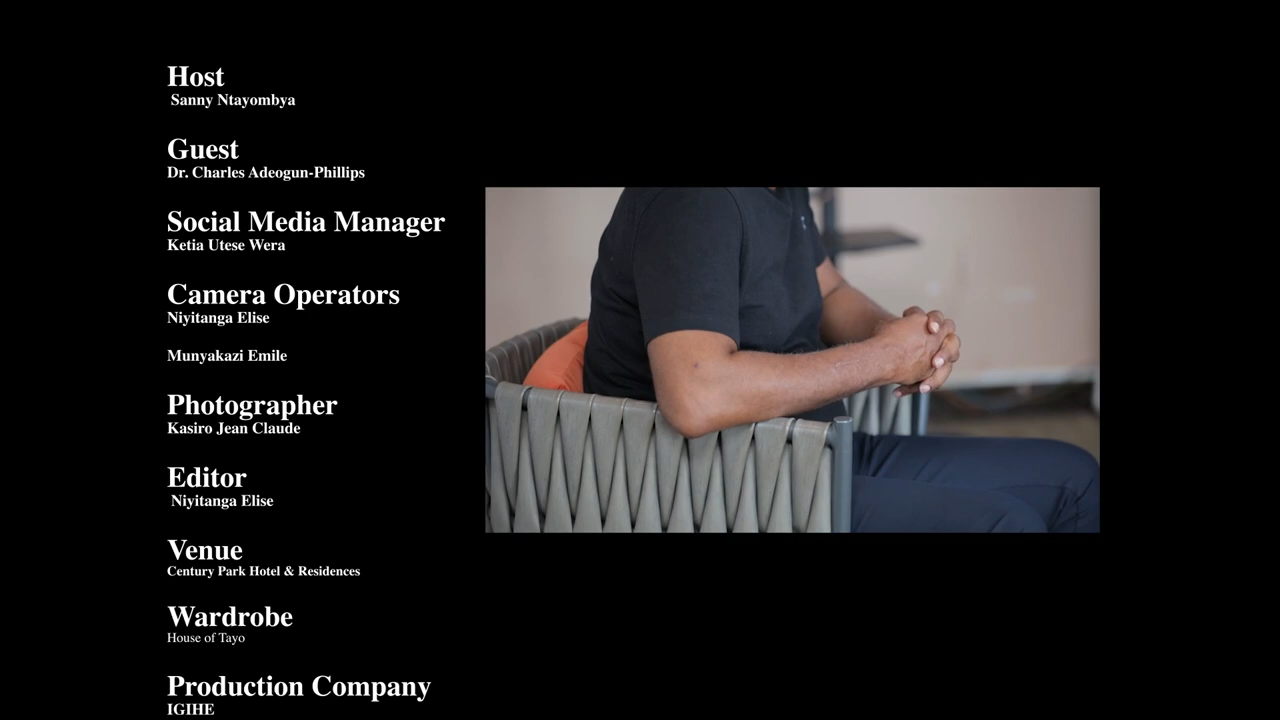 Host
Sanny Ntayombya
Guest
Dr. Charles Adeogun-Phillips
Social Media Manager
Ketia Utese Wera
Camera Operators
Niyitanga Elise
Munyakazi Emile
Photographer
Kasiro Jean Claude
Editor
Niyitanga Elise
Venue
Century Park Hotel & Residences
Wardrobe
House of Tayo
Production Company
IGIHE